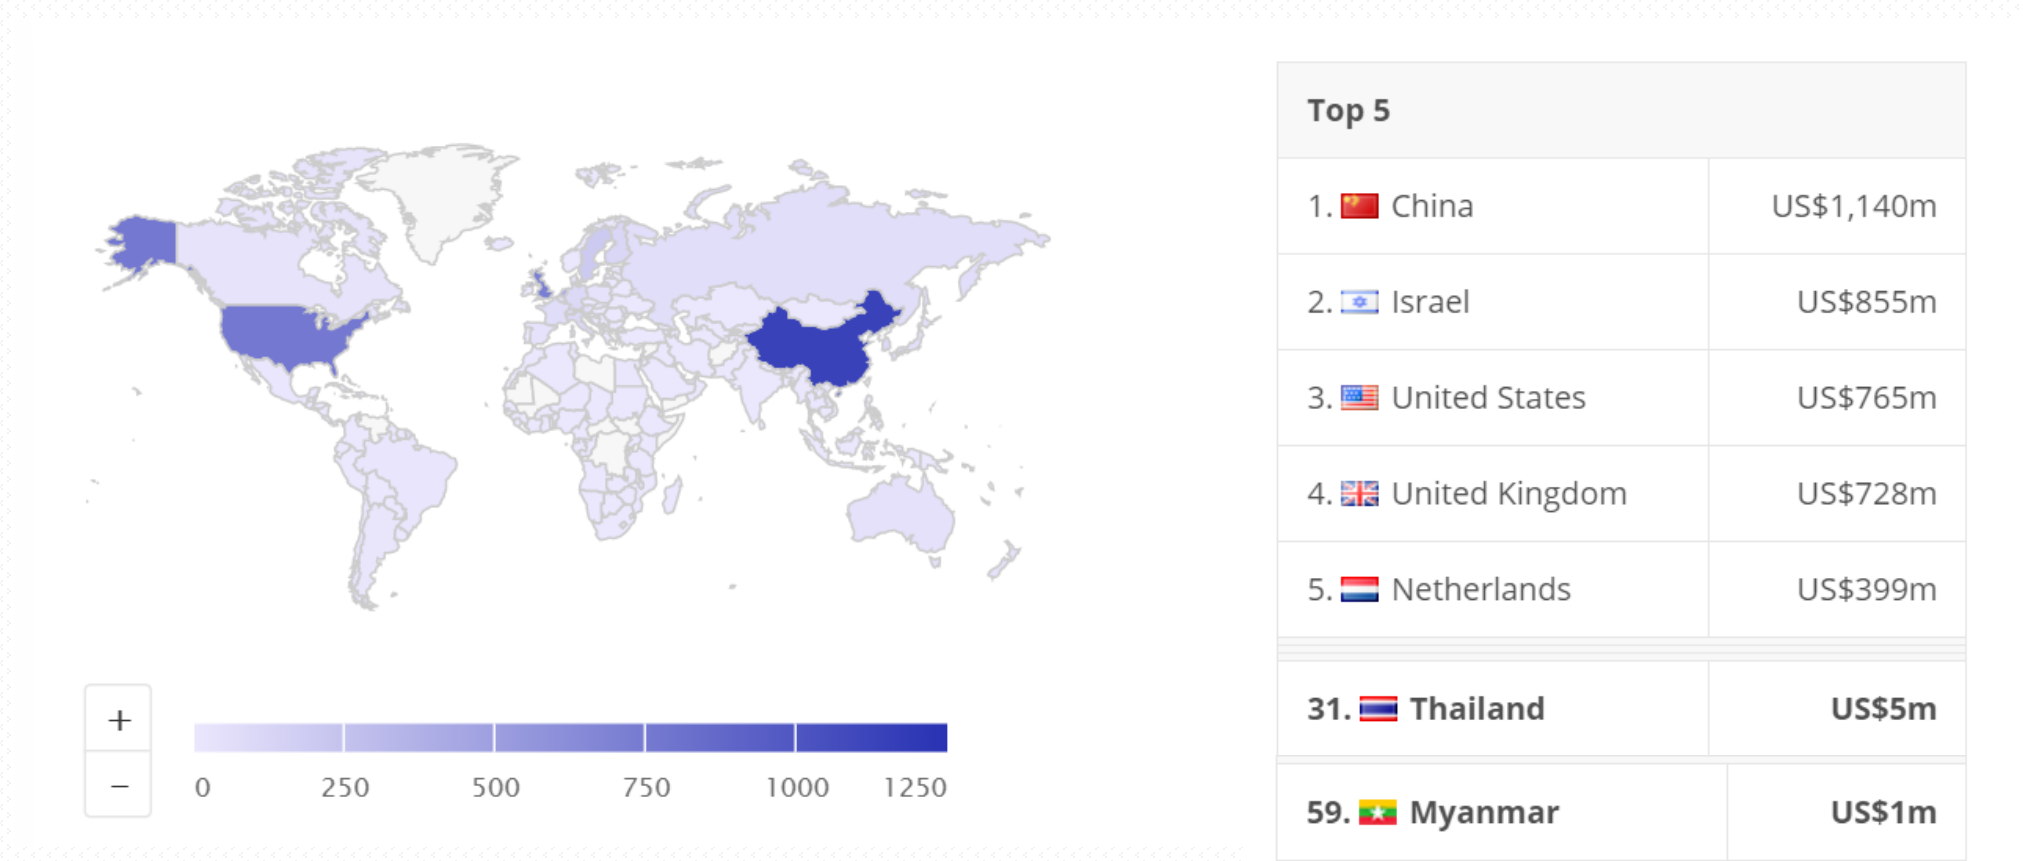 Top 5
1. China US$1,140m
2. Israel US$855m
3. United States US$765m
4. United Kingdom US$728m
5. Netherlands US$399m
31. Thailand US$5m
59. Myanmar US$1m
+
−
0 250 500 750 1000 1250